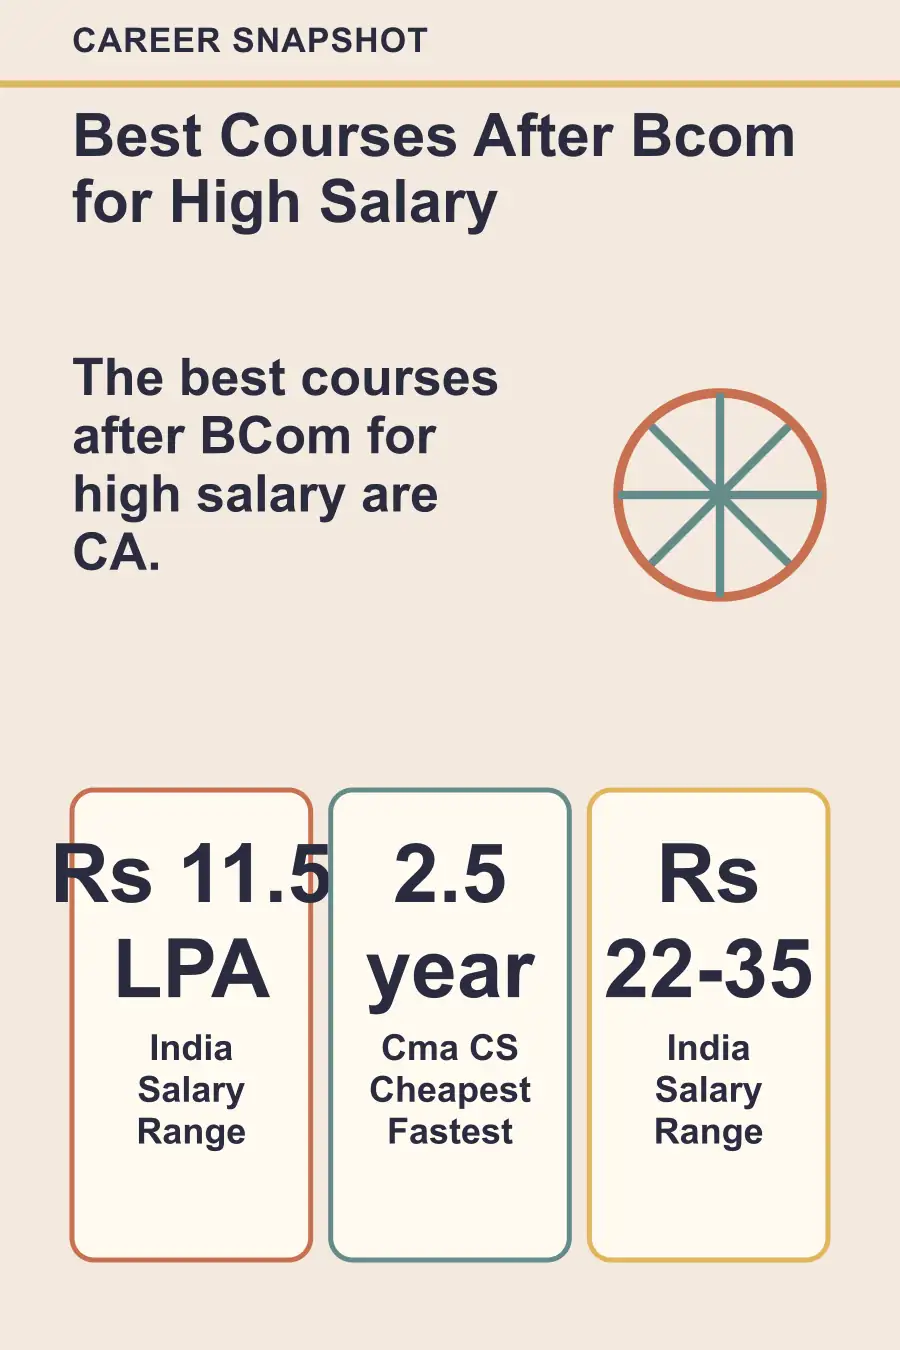 CAREER SNAPSHOT
Best Courses After Bcom
for High Salary
The best courses
after BCom for
high salary are
CA.
Rs 11.5
LPA
India
Salary
Range
2.5
year
Cma CS
Cheapest
Fastest
Rs
22-35
India
Salary
Range